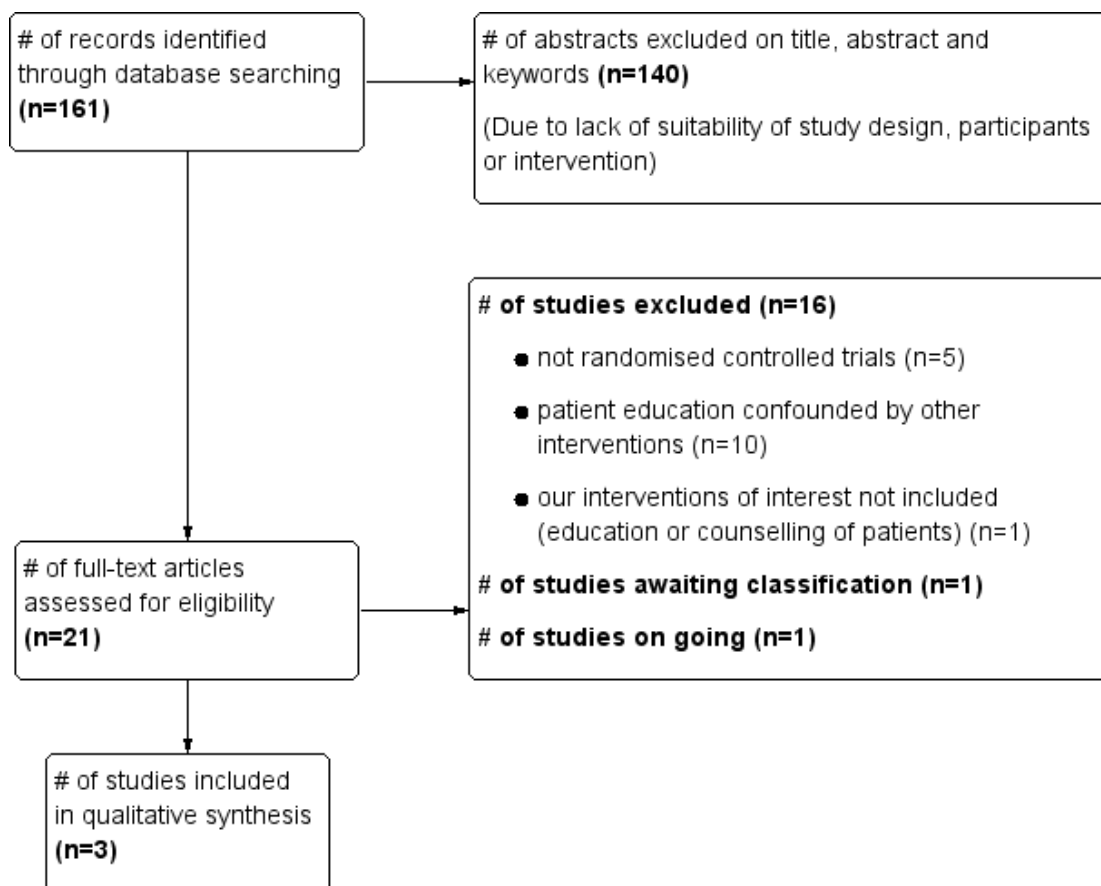 # of records identified
through database searching
(n=161)
# of abstracts excluded on title, abstract and
keywords (n=140)
(Due to lack of suitability of study design, participants
or intervention)
# of studies excluded (n=16)
● not randomised controlled trials (n=5)
● patient education confounded by other
interventions (n=10)
● our interventions of interest not included
(education or counselling of patients) (n=1)
# of studies awaiting classification (n=1)
# of studies on going (n=1)
# of full-text articles
assessed for eligibility
(n=21)
# of studies included
in qualitative synthesis
(n=3)